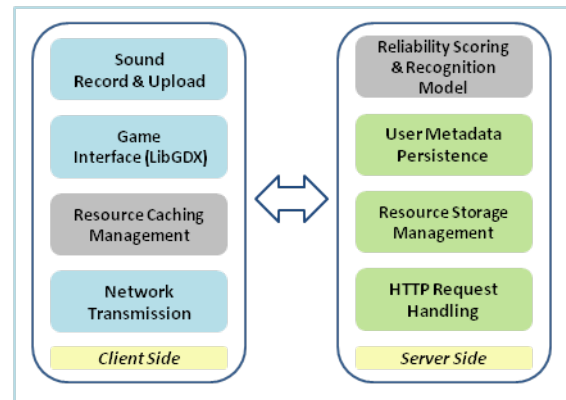 Sound
Record & Upload
Game
Interface (LibGDX)
Resource Caching
Management
Network
Transmission
Client Side
Reliability Scoring
& Recognition
Model
User Metadata
Persistence
Resource Storage
Management
HTTP Request
Handling
Server Side